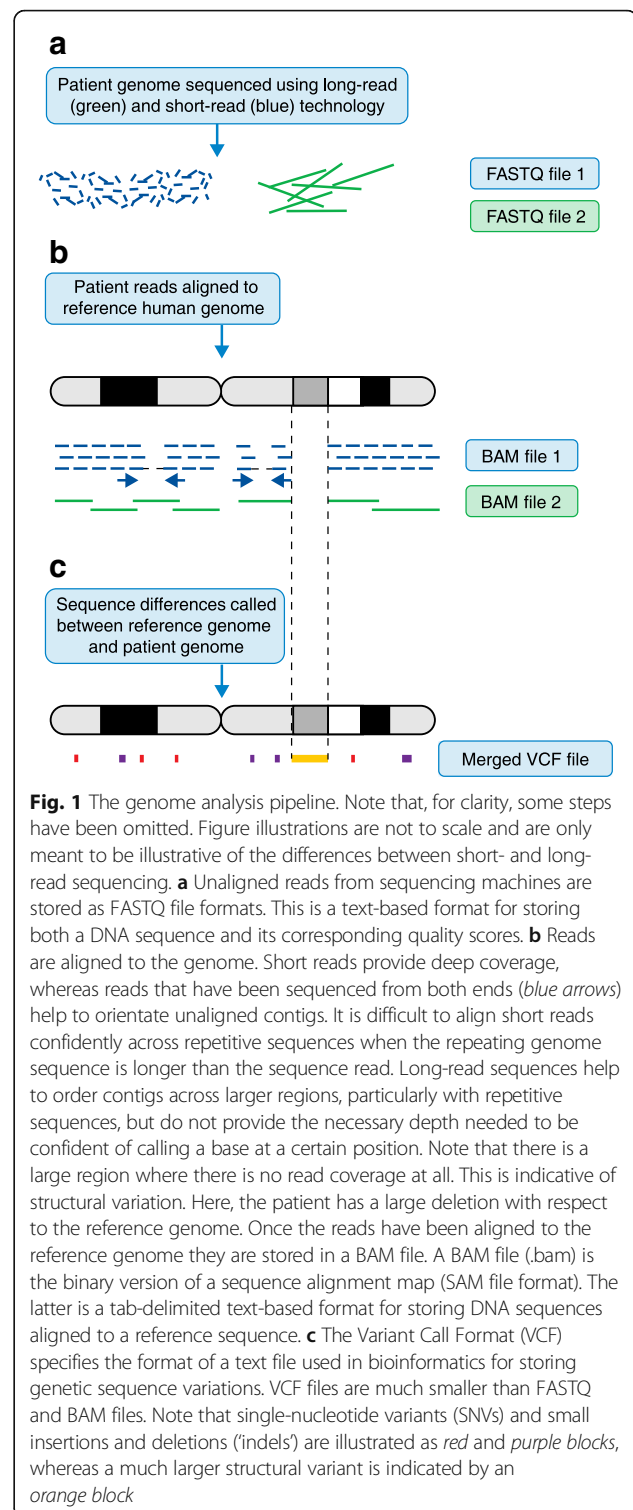 a
Patient genome sequenced using long-read
(green) and short-read (blue) technology
FASTQ file 1
FASTQ file 2
b
Patient reads aligned to
reference human genome
BAM file 1
BAM file 2
c
Sequence differences called
between reference genome
and patient genome
Merged VCF file
Fig. 1 The genome analysis pipeline. Note that, for clarity, some steps
have been omitted. Figure illustrations are not to scale and are only
meant to be illustrative of the differences between short- and long-
read sequencing. a Unaligned reads from sequencing machines are
stored as FASTQ file formats. This is a text-based format for storing
both a DNA sequence and its corresponding quality scores. b Reads
are aligned to the genome. Short reads provide deep coverage,
whereas reads that have been sequenced from both ends (blue arrows)
help to orientate unaligned contigs. It is difficult to align short reads
confidently across repetitive sequences when the repeating genome
sequence is longer than the sequence read. Long-read sequences help
to order contigs across larger regions, particularly with repetitive
sequences, but do not provide the necessary depth needed to be
confident of calling a base at a certain position. Note that there is a
large region where there is no read coverage at all. This is indicative of
structural variation. Here, the patient has a large deletion with respect
to the reference genome. Once the reads have been aligned to the
reference genome they are stored in a BAM file. A BAM file (.bam) is
the binary version of a sequence alignment map (SAM file format). The
latter is a tab-delimited text-based format for storing DNA sequences
aligned to a reference sequence. c The Variant Call Format (VCF)
specifies the format of a text file used in bioinformatics for storing
genetic sequence variations. VCF files are much smaller than FASTQ
and BAM files. Note that single-nucleotide variants (SNVs) and small
insertions and deletions (‘indels’) are illustrated as red and purple blocks,
whereas a much larger structural variant is indicated by an
orange block